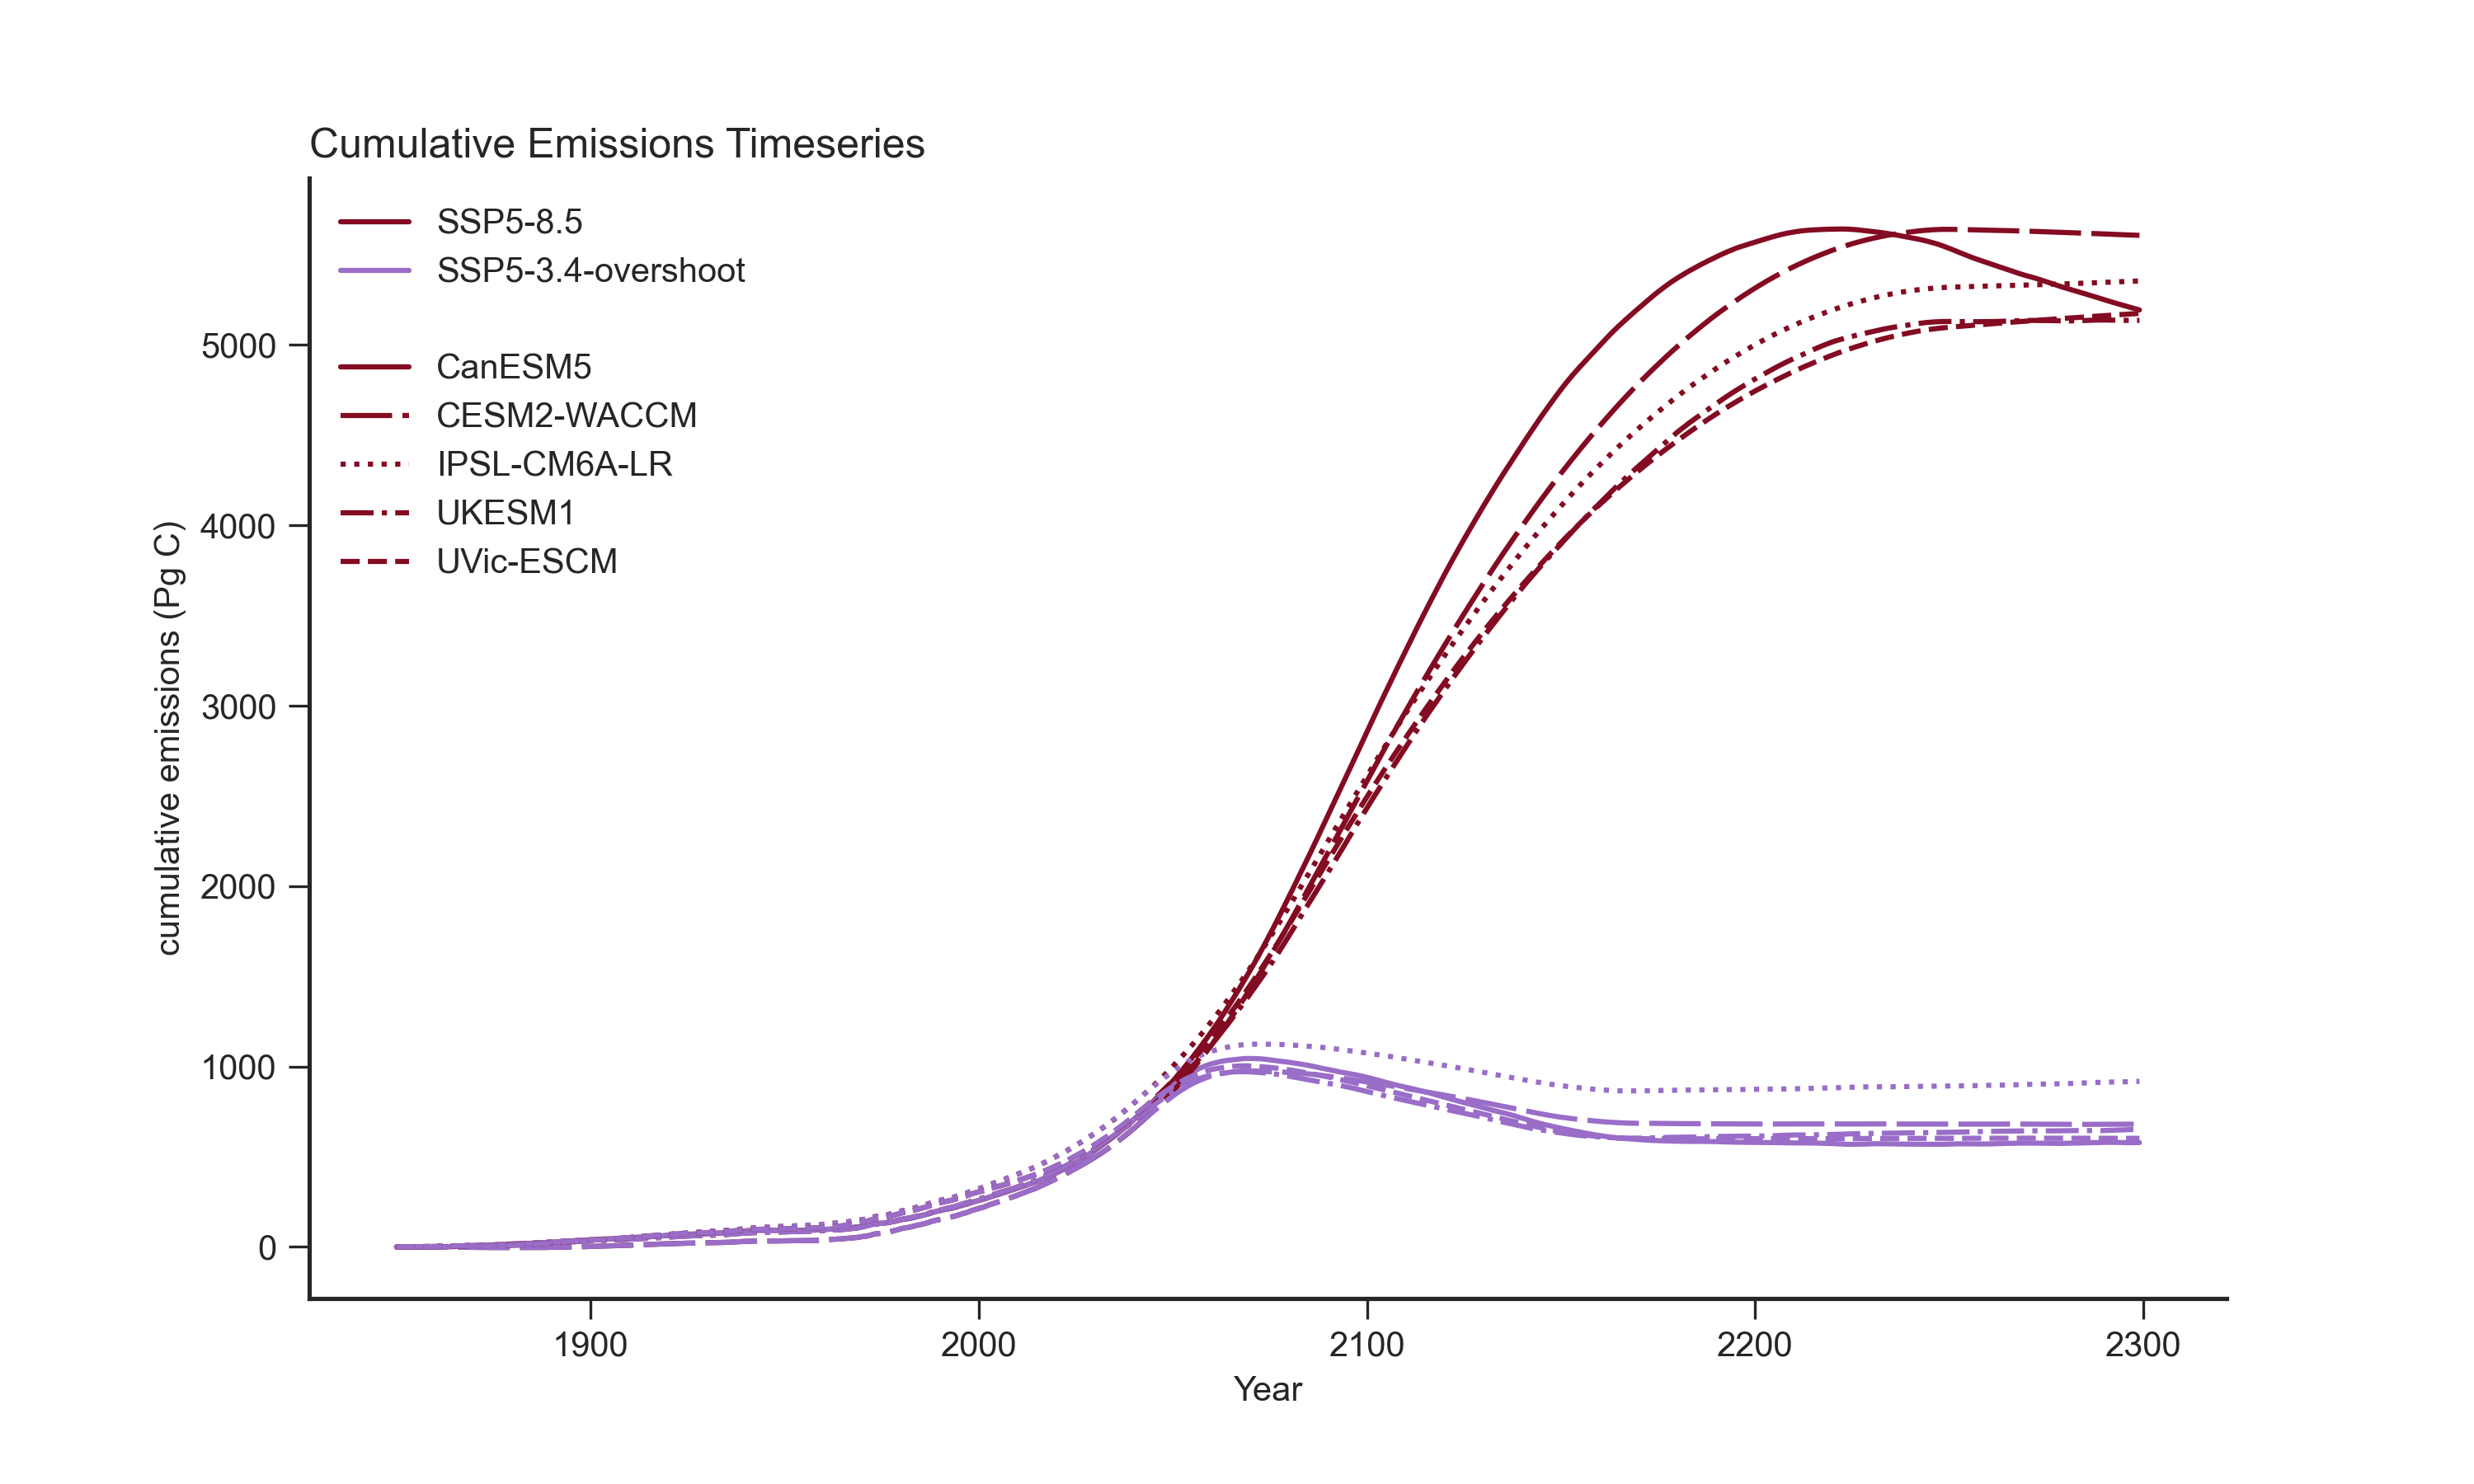 Cumulative Emissions Timeseries
SSP5-8.5
SSP5-3.4-overshoot
CanESM5
CESM2-WACCM
IPSL-CM6A-LR
UKESM1
UVic-ESCM
cumulative emissions (Pg C)
5000
4000
3000
2000
1000
0
1900 2000 2100 2200 2300
Year